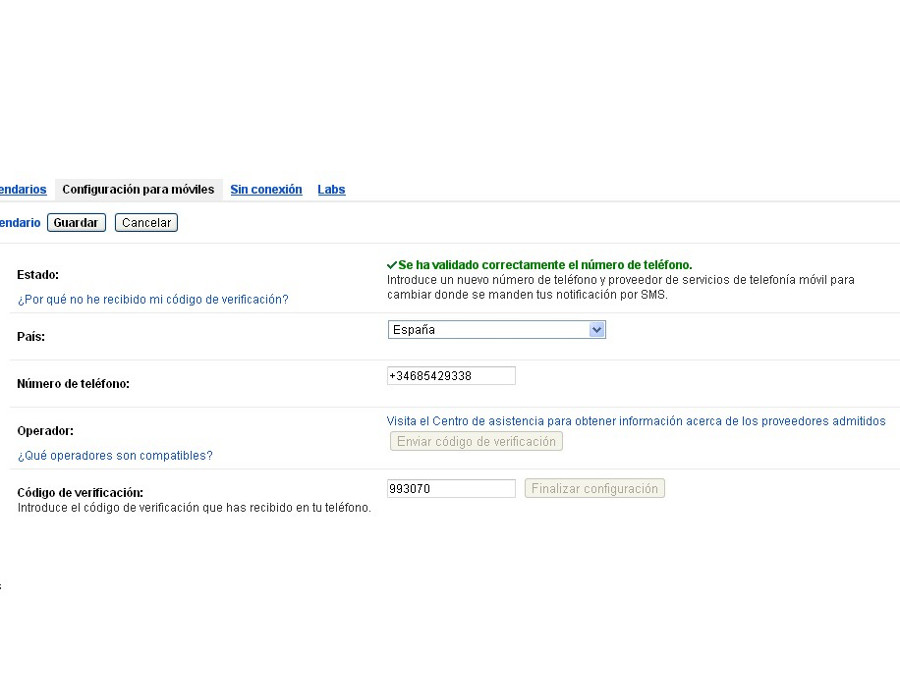 endarios Configuración para móviles Sin conexión Labs
endario Guardar Cancelar
Estado:
¿Por qué no he recibido mi código de verificación?
✓Se ha validado correctamente el número de teléfono.
Introduce un nuevo número de teléfono y proveedor de servicios de telefonía móvil para
cambiar donde se manden tus notificación por SMS.
País:
España
Número de teléfono:
+34685429338
Operador:
¿Qué operadores son compatibles?
Visita el Centro de asistencia para obtener información acerca de los proveedores admitidos
Enviar código de verificación
Código de verificación:
Introduce el código de verificación que has recibido en tu teléfono.
993070 Finalizar configuración
s